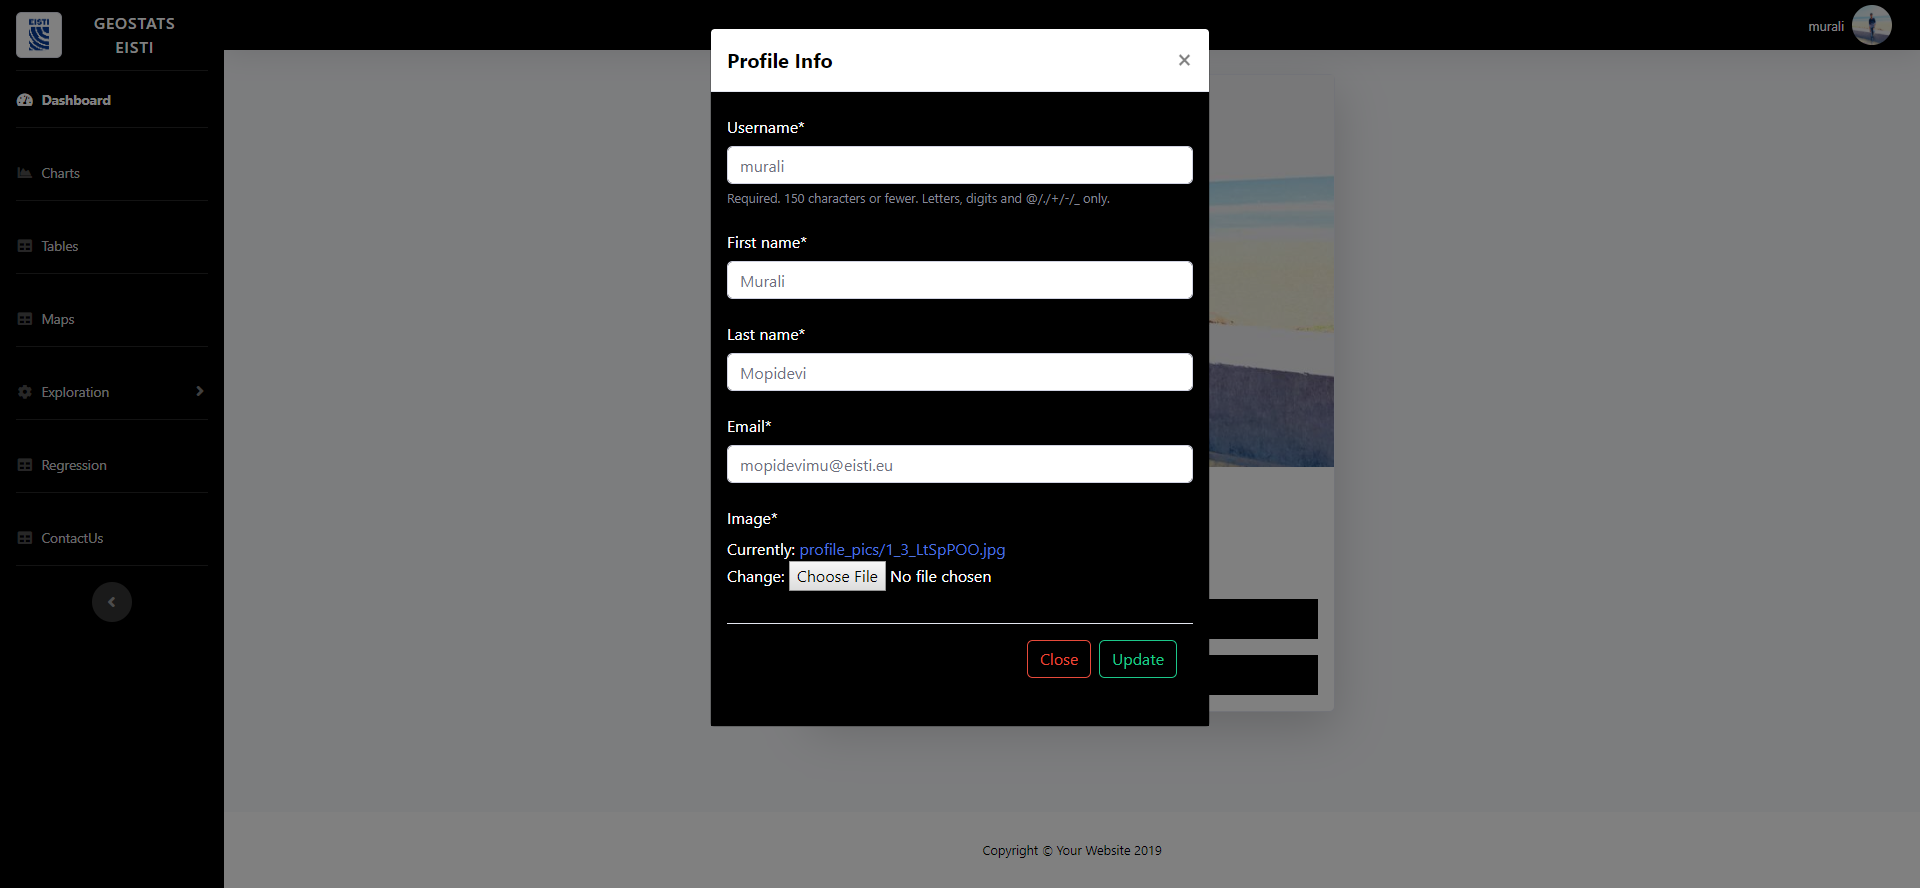 EISTI
GEOSTATS
EISTI
murali
Dashboard
Charts
Tables
Maps
Exploration
Regression
ContactUs
Profile Info
×
Username*
murali
Required. 150 characters or fewer. Letters, digits and @/./+/-/_ only.
First name*
Murali
Last name*
Mopidevi
Email*
mopidevimu@eisti.eu
Image*
Currently: profile_pics/1_3_LtSpPOO.jpg
Change: Choose File No file chosen
Close Update
Copyright © Your Website 2019